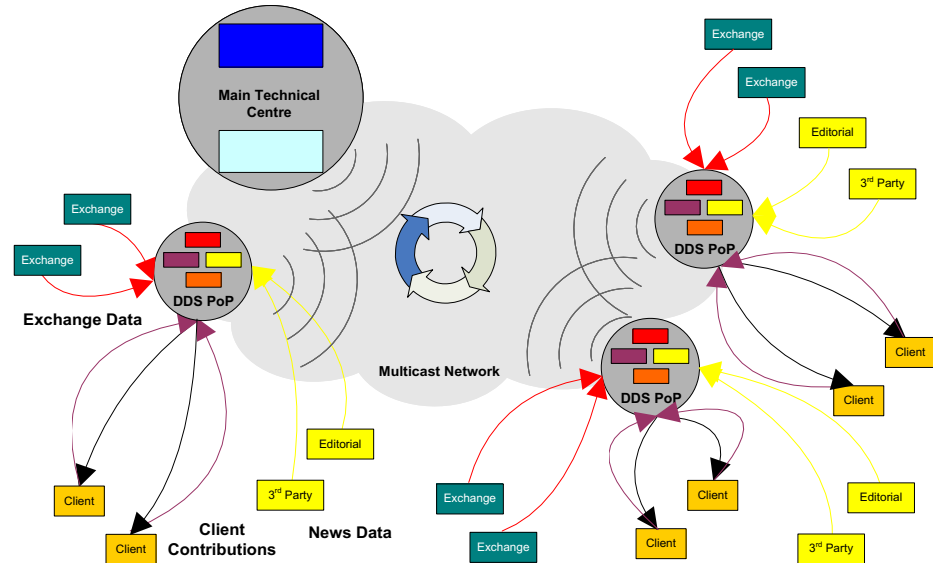 Exchange
Exchange
Main Technical
Centre
Editorial
3rd Party
Exchange
Exchange
DDS PoP
DDS PoP
Exchange Data
Multicast Network
DDS PoP
Client
Client
Editorial
3rd Party
Client
Client
Client
Contributions
News Data
Exchange
Exchange
Client
Client
Editorial
3rd Party